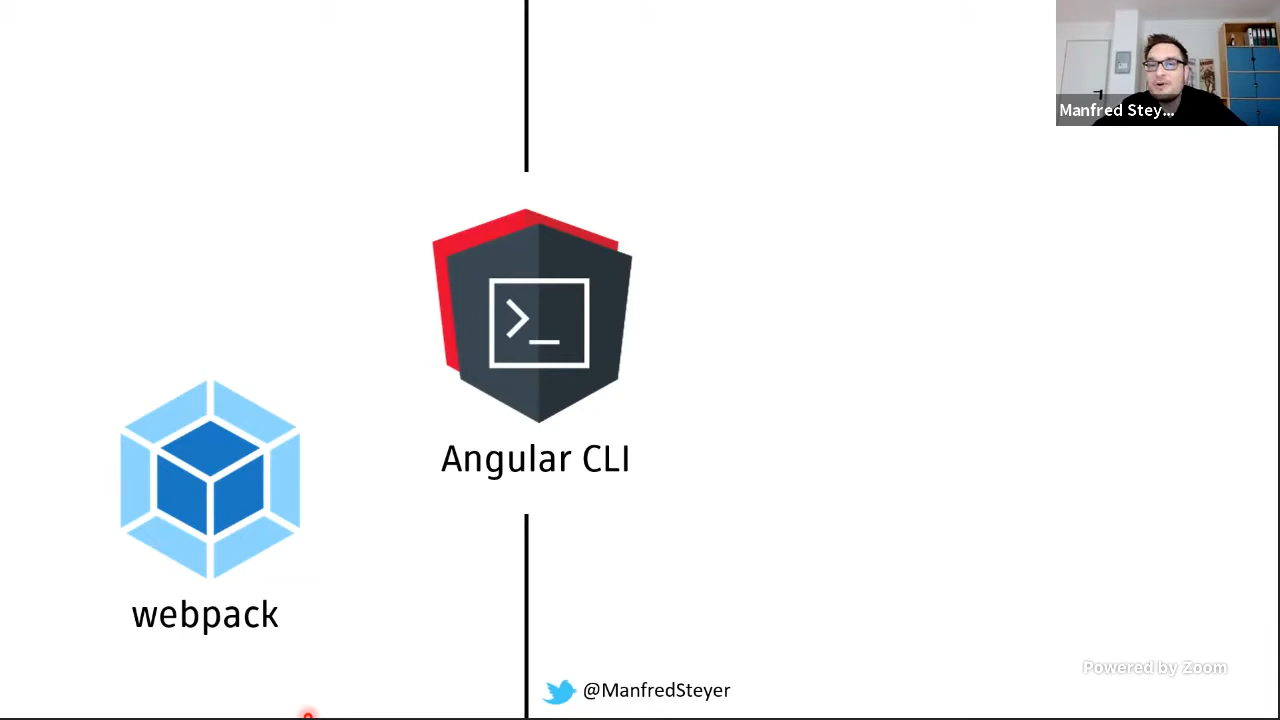 Manfred Stey...
>_
Angular CLI
webpack
@ManfredSteyer
Powered by Zoom